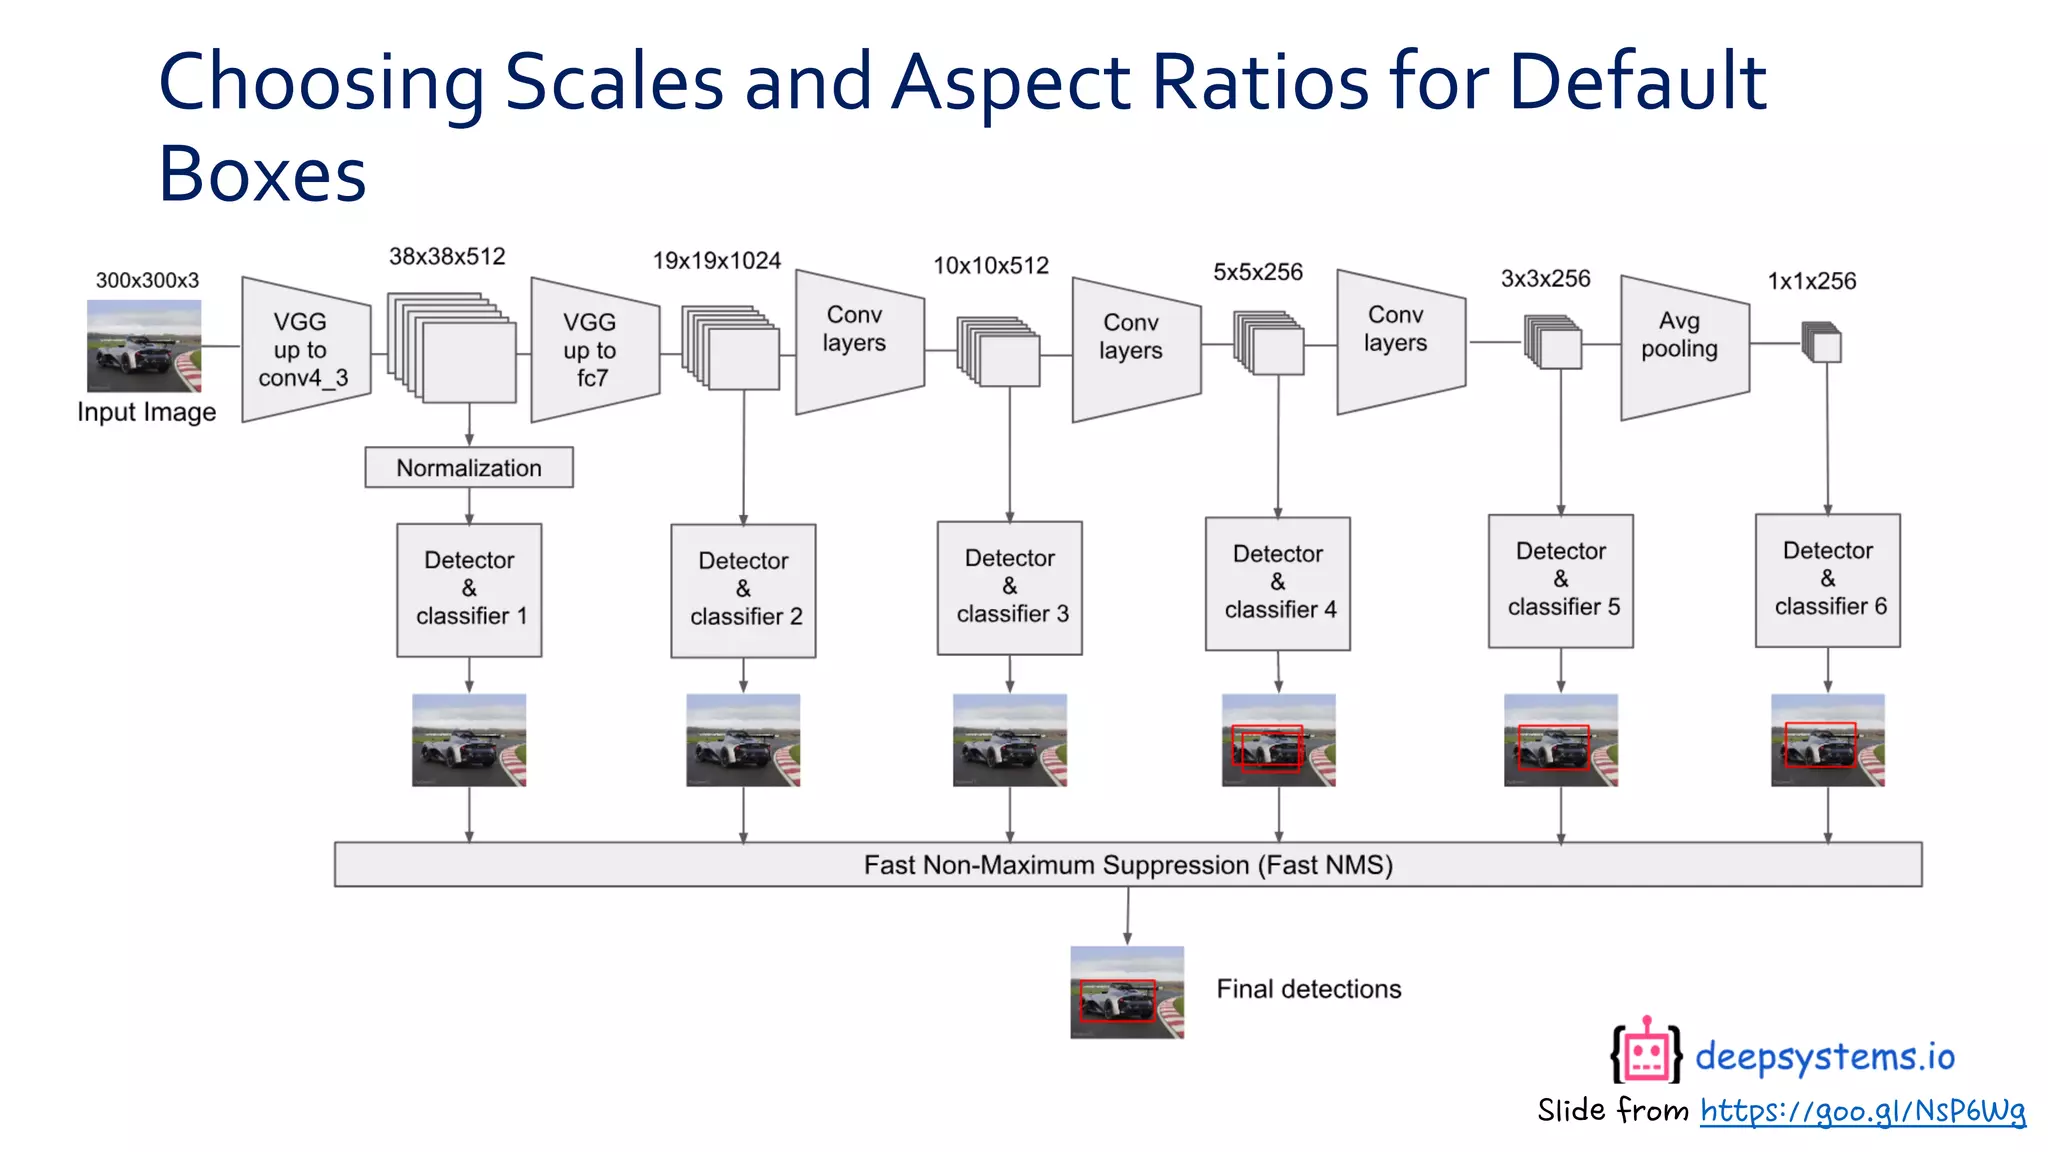 Choosing Scales and Aspect Ratios for Default
Boxes
300x300x3
38x38x512
19x19x1024
10x10x512
5x5x256
3x3x256
1x1x256
Input Image
VGG
up to
conv4_3
VGG
up to
fc7
Conv
layers
Conv
layers
Conv
layers
Avg
pooling
Normalization
Detector
&
classifier 1
Detector
&
classifier 2
Detector
&
classifier 3
Detector
&
classifier 4
Detector
&
classifier 5
Detector
&
classifier 6
Fast Non-Maximum Suppression (Fast NMS)
Final detections
deepsystems.io
Slide from https://goo.gl/NsP6Wg